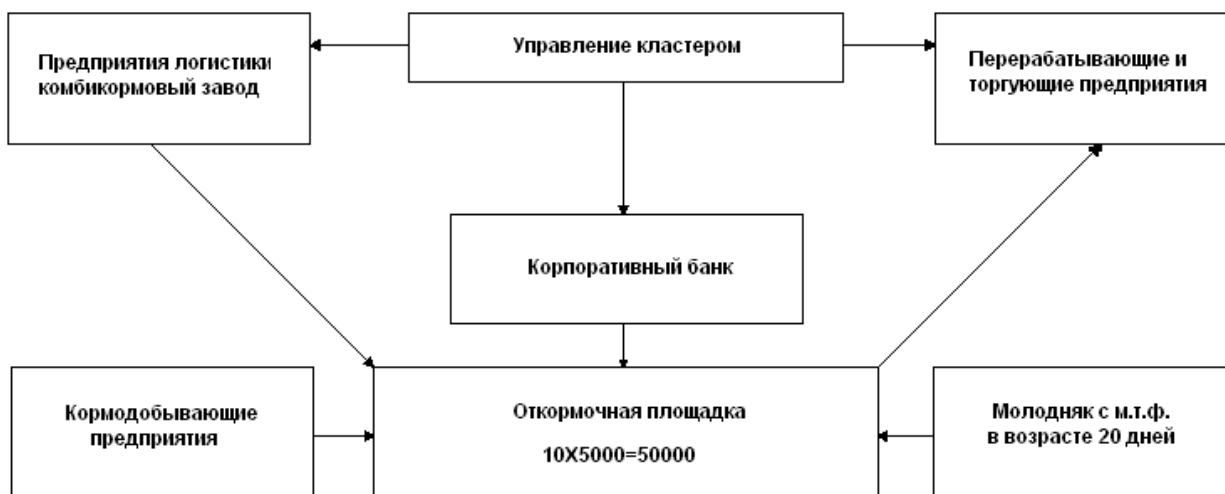 Управление кластером
Предприятия логистики
комбикормовый завод
Перерабатывающие и
торгующие предприятия
Корпоративный банк
Кормодобывающие
предприятия
Откормочная площадка
10X5000=50000
Молодняк с м.т.ф.
в возрасте 20 дней